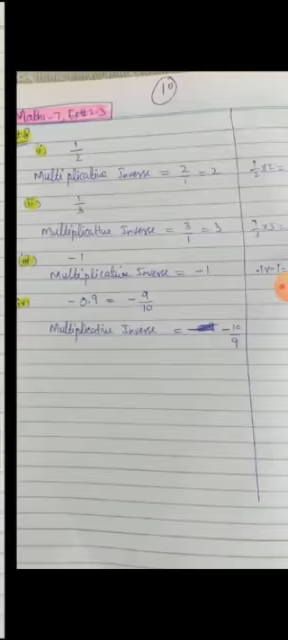 10
Maths-7, Ex#2.3
i) 1/2
Multiplicative Inverse = 2/1 = 2
ii) 1/3
Multiplicative Inverse = 3/1 = 3
iii) -1
Multiplicative Inverse = -1
iv) -0.9 = -9/10
Multiplicative Inverse = -10/9